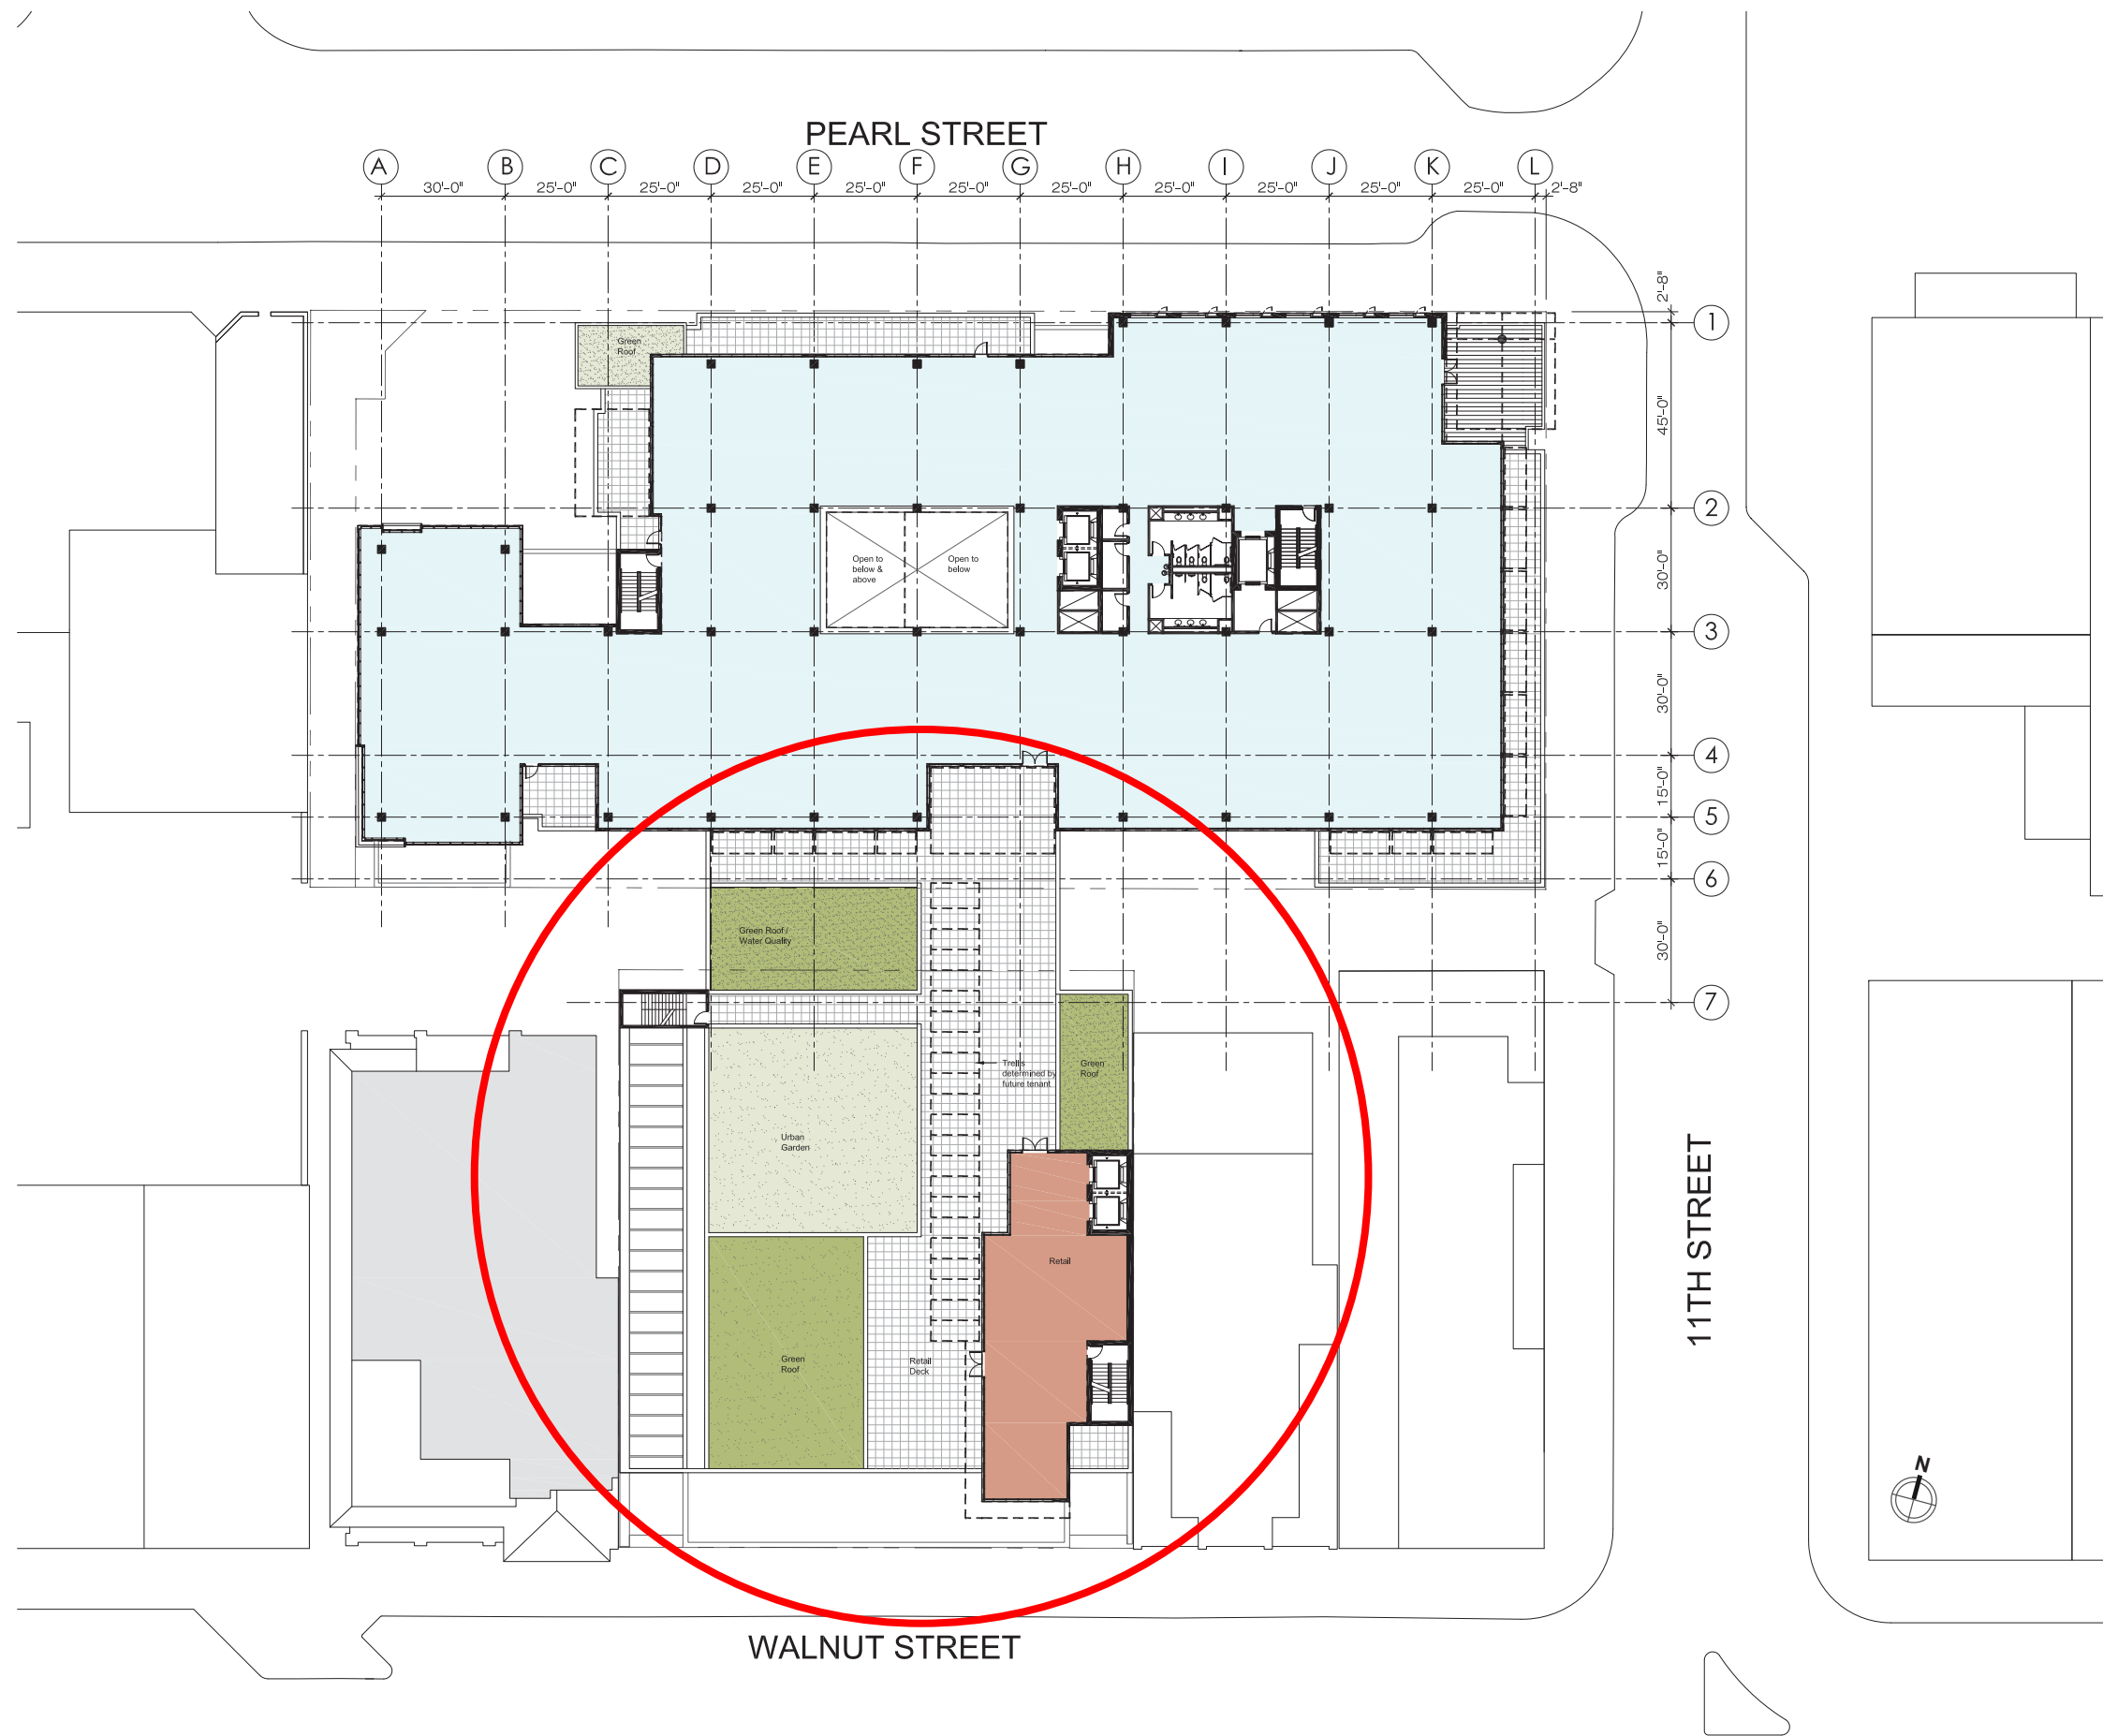 PEARL STREET
A
B
C
D
E
F
G
H
I
J
K
L
30'-0"
25'-0"
25'-0"
25'-0"
25'-0"
25'-0"
25'-0"
25'-0"
25'-0"
25'-0"
25'-0"
2'-8"
2'-8"
1
45'-0"
2
30'-0"
3
30'-0"
4
15'-0"
5
15'-0"
6
30'-0"
7
Green
Roof
Open to
below &
above
Open to
below
Green Roof /
Water Quality
Trellis
determined by
future tenant
Green
Roof
Urban
Garden
Retail
Green
Roof
Retail
Deck
11TH STREET
N
WALNUT STREET